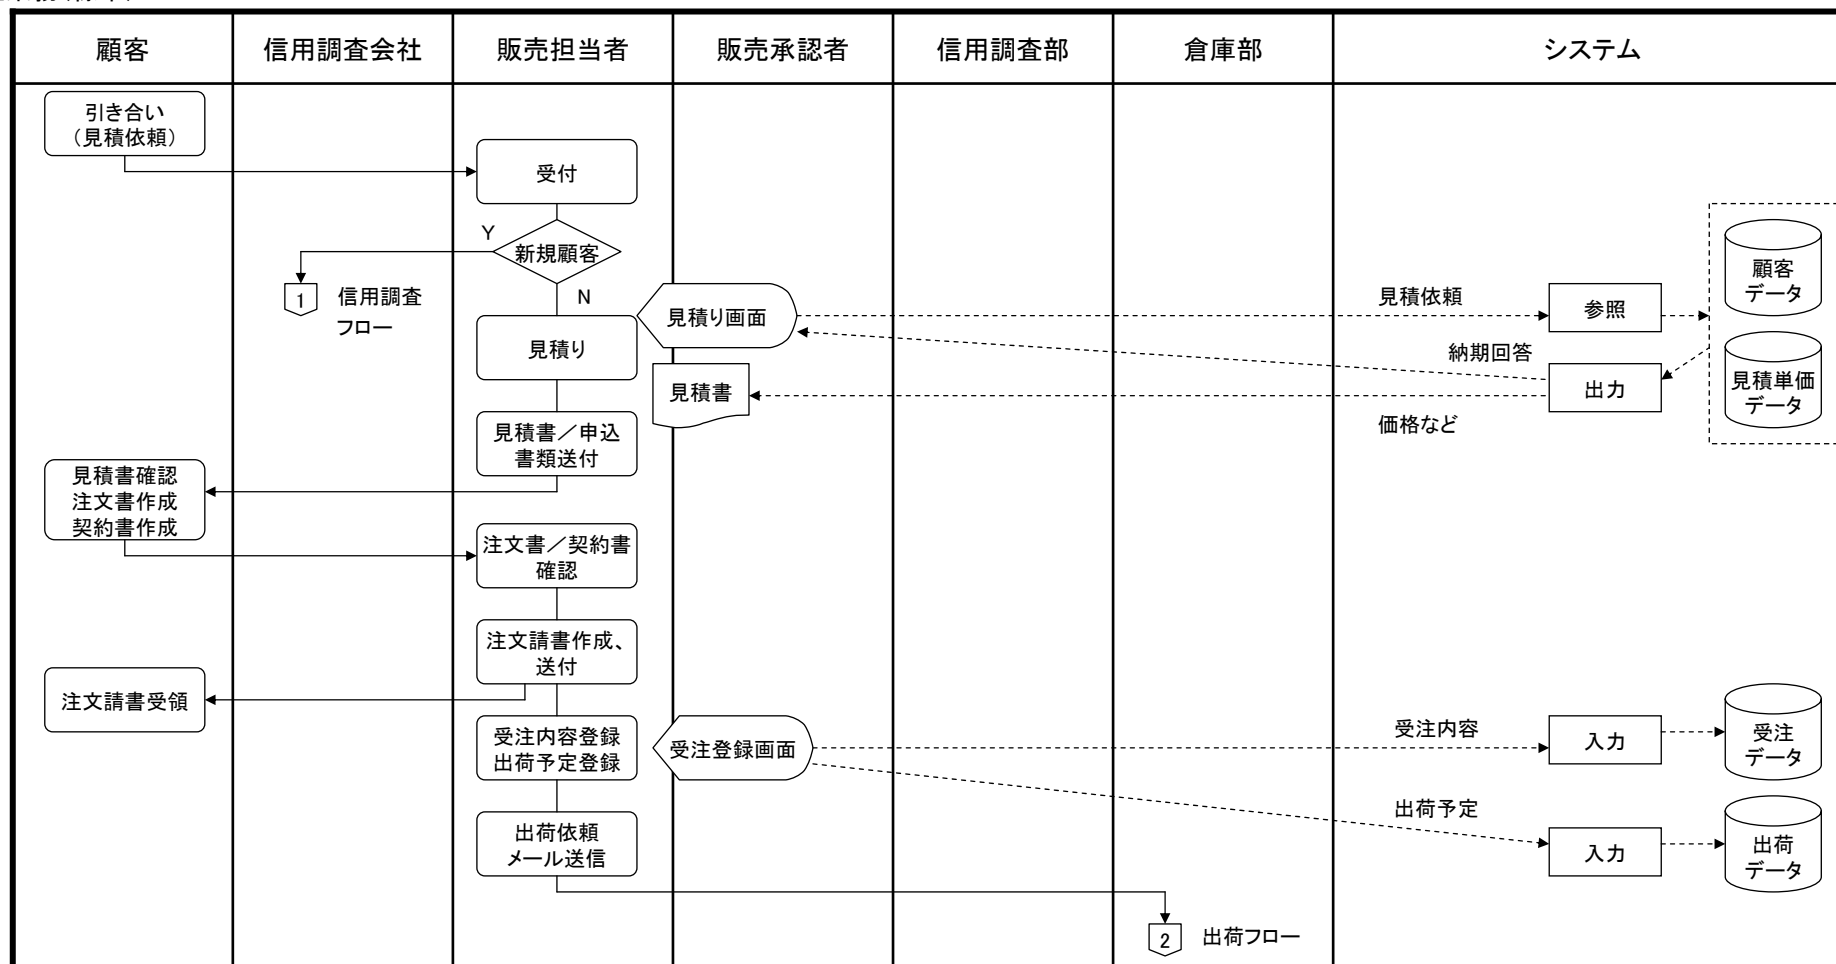 顧客
信用調査会社
販売担当者
販売承認者
信用調査部
倉庫部
システム
引き合い
（見積依頼）
受付
Y
新規顧客
N
1
信用調査
フロー
見積り画面
見積依頼
参照
顧客
データ
見積り
納期回答
見積書
出力
見積単価
データ
価格など
見積書／申込
書類送付
見積書確認
注文書作成
契約書作成
注文書／契約書
確認
注文請書作成、
送付
注文請書受領
受注内容登録
出荷予定登録
受注登録画面
受注内容
入力
受注
データ
出荷予定
出荷依頼
メール送信
入力
出荷
データ
2
出荷フロー